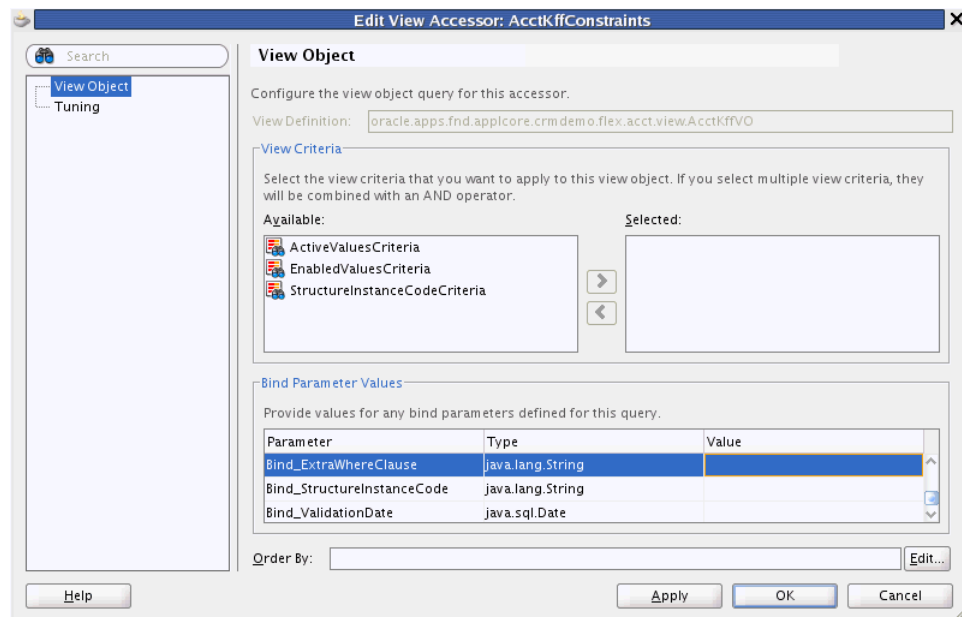 Edit View Accessor: AcctKffConstraints
Search
View Object
Tuning
View Object
Configure the view object query for this accessor.
View Definition: oracle.apps.fnd.applcore.crmdemo.flex.acct.view.AcctKffVO
View Criteria
Select the view criteria that you want to apply to this view object. If you select multiple view criteria, they
will be combined with an AND operator.
Available: Selected:
ActiveValuesCriteria
EnabledValuesCriteria
StructureInstanceCodeCriteria
Bind Parameter Values
Provide values for any bind parameters defined for this query.
Parameter Type Value
Bind_ExtraWhereClause java.lang.String
Bind_StructureInstanceCode java.lang.String
Bind_ValidationDate java.sql.Date
Order By: Edit...
Help Apply OK Cancel